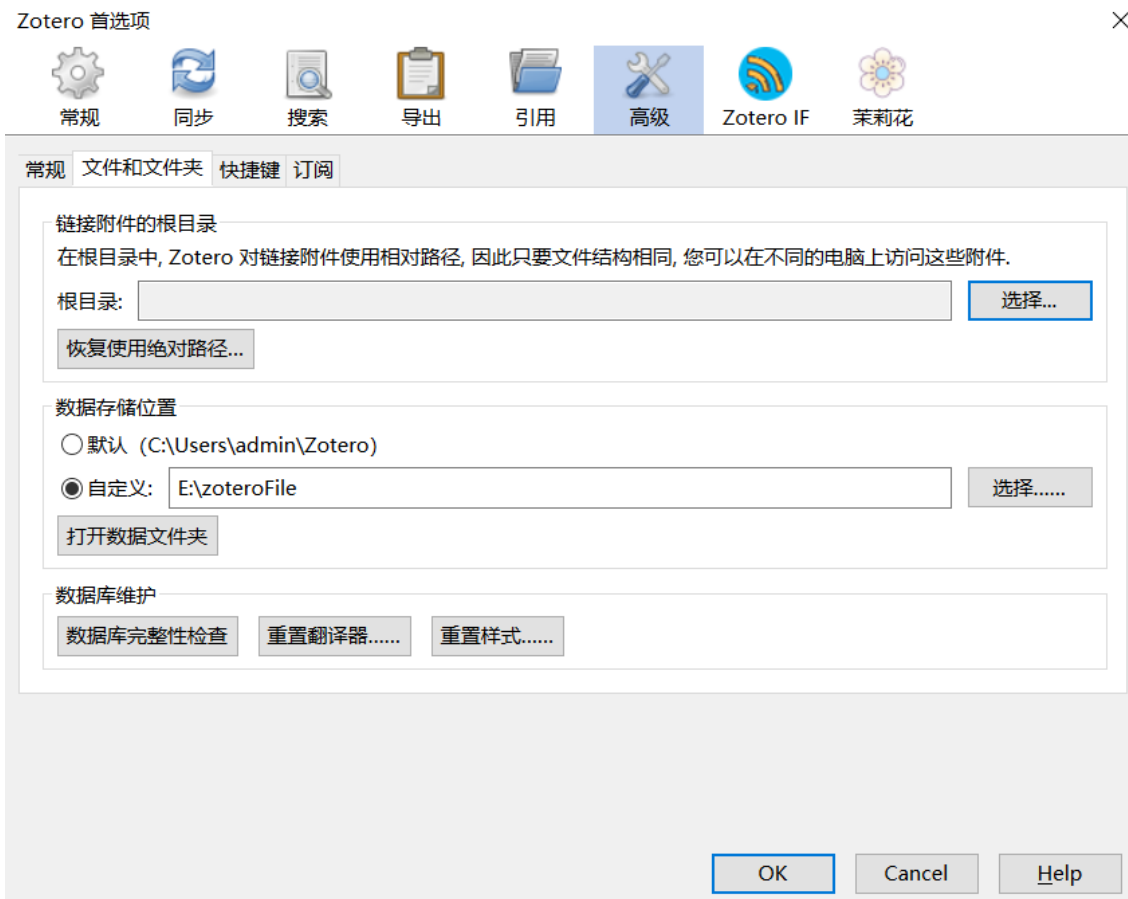 Zotero 首选项
常规 同步 搜索 导出 引用 高级 Zotero IF 茉莉花
常规 文件和文件夹 快捷键 订阅
链接附件的根目录
在根目录中, Zotero 对链接附件使用相对路径, 因此只要文件结构相同, 您可以在不同的电脑上访问这些附件.
根目录: 选择...
恢复使用绝对路径...
数据存储位置
默认（C:\Users\admin\Zotero）
自定义: E:\zoteroFile 选择......
打开数据文件夹
数据库维护
数据库完整性检查 重置翻译器...... 重置样式......
OK Cancel Help